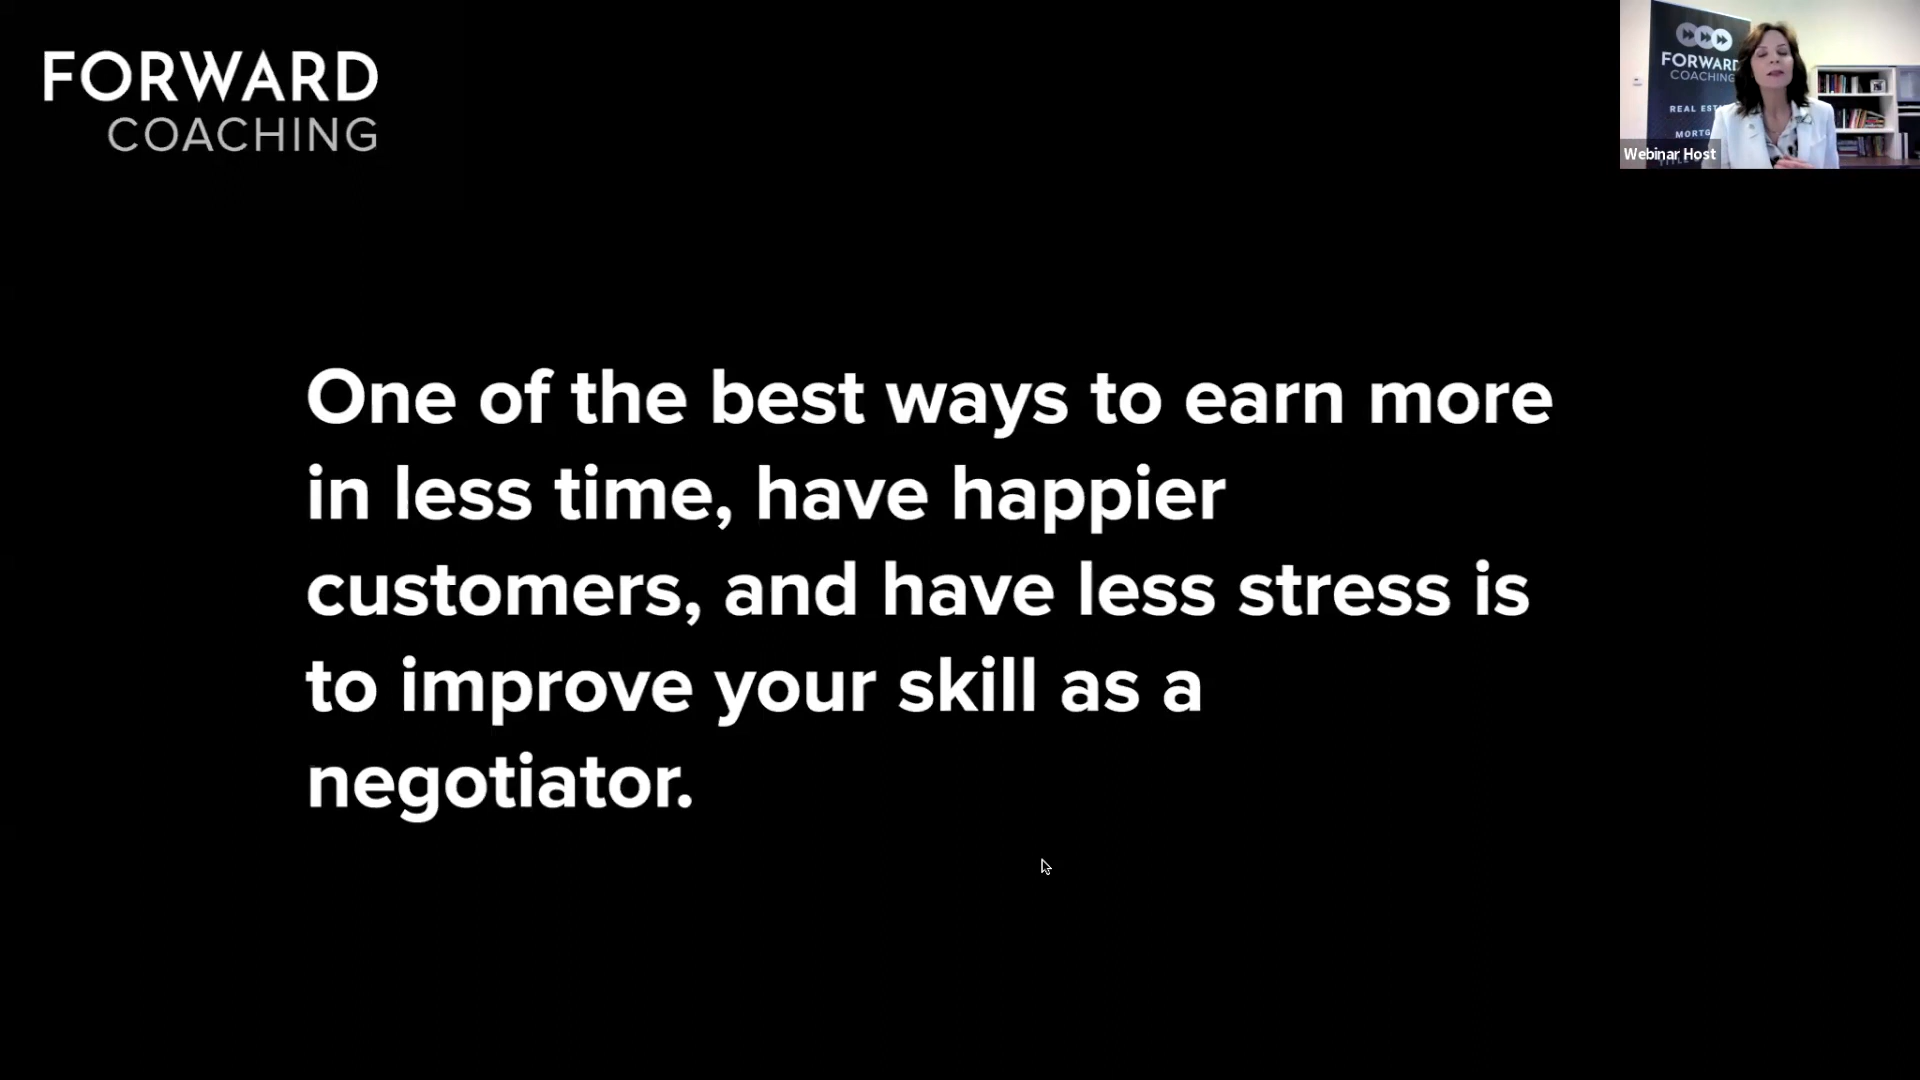 FORWARD
COACHING
FORWARD
COACHING
REAL
Webinar Host
One of the best ways to earn more
in less time, have happier
customers, and have less stress is
to improve your skill as a
negotiator.